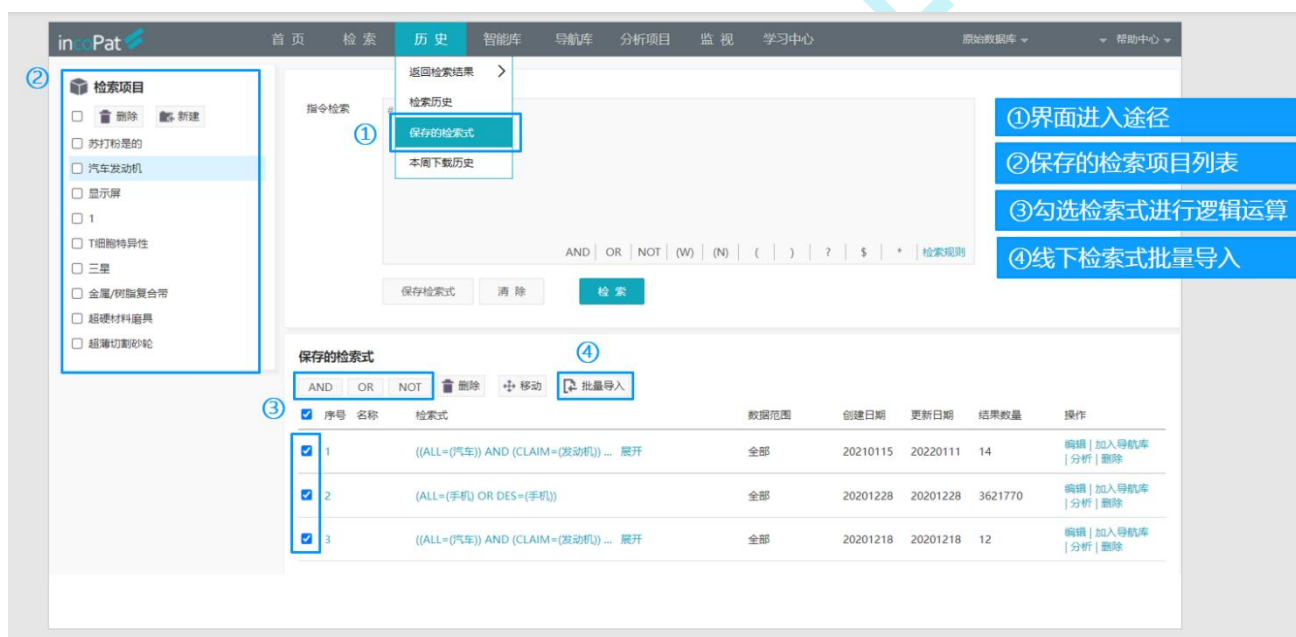 incoPat
首 页 检 索 历 史 智能库 导航库 分析项目 监 视 学习中心 原始数据库 帮助中心
②
检索项目
删除 新建
苏打粉是的
汽车发动机
显示屏
1
T细胞特异性
三星
金属/树脂复合带
超硬材料磨具
超薄切割砂轮
返回检索结果
检索历史
保存的检索式
本周下载历史
①
指令检索 #
AND | OR | NOT | (W) | (N) | ( | ) | ? | $ | * | 检索规则
保存检索式 清 除 检 索
①界面进入途径
②保存的检索项目列表
③勾选检索式进行逻辑运算
④线下检索式批量导入
保存的检索式
④
AND OR NOT 删除 移动 批量导入
③
序号 名称 检索式 数据范围 创建日期 更新日期 结果数量 操作
1 ((ALL=(汽车)) AND (CLAIM=(发动机)) ... 展开 全部 20210115 20220111 14 编辑 | 加入导航库
| 分析 | 删除
2 (ALL=(手机) OR DES=(手机)) 全部 20201228 20201228 3621770 编辑 | 加入导航库
| 分析 | 删除
3 ((ALL=(汽车)) AND (CLAIM=(发动机)) ... 展开 全部 20201218 20201218 12 编辑 | 加入导航库
| 分析 | 删除